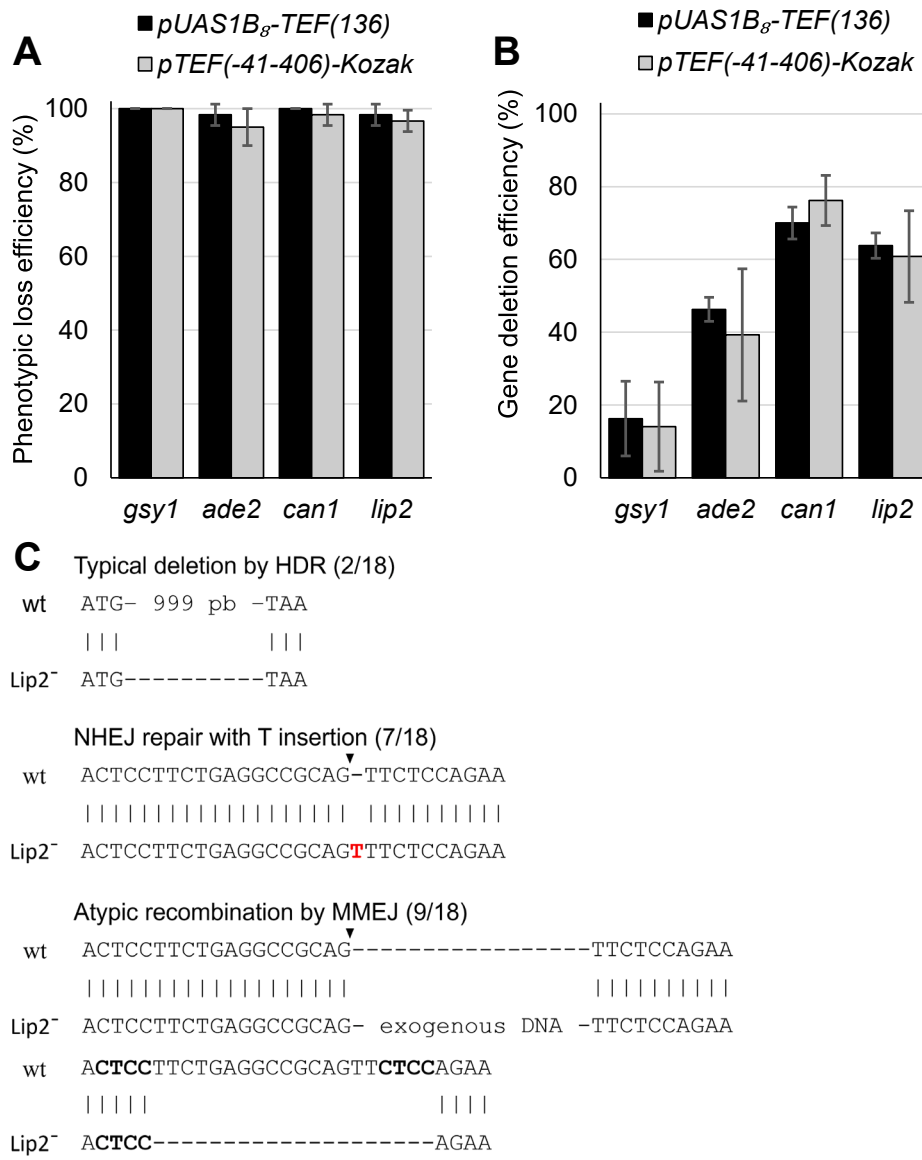 A
■ pUAS1B₈-TEF(136)
□ pTEF(-41-406)-Kozak
Phenotypic loss efficiency (%)
100
80
60
40
20
0
gsy1 ade2 can1 lip2
B
■ pUAS1B₈-TEF(136)
□ pTEF(-41-406)-Kozak
Gene deletion efficiency (%)
100
80
60
40
20
0
gsy1 ade2 can1 lip2
C
Typical deletion by HDR (2/18)
wt ATG– 999 pb –TAA
||| |||
Lip2⁻ ATG----------TAA
NHEJ repair with T insertion (7/18)
▼
wt ACTCCTTCTGAGGCCGCAG-TTCTCCAGAA
||||||||||||||||||| ||||||||||
Lip2⁻ ACTCCTTCTGAGGCCGCAGTTTCTCCAGAA
Atypic recombination by MMEJ (9/18)
▼
wt ACTCCTTCTGAGGCCGCAG-----------------TTCTCCAGAA
||||||||||||||||||| ||||||||||
Lip2⁻ ACTCCTTCTGAGGCCGCAG- exogenous DNA -TTCTCCAGAA
wt ACTCCTTCTGAGGCCGCAGTTCTCCAGAA
||||| ||||
Lip2⁻ ACTCC--------------------AGAA